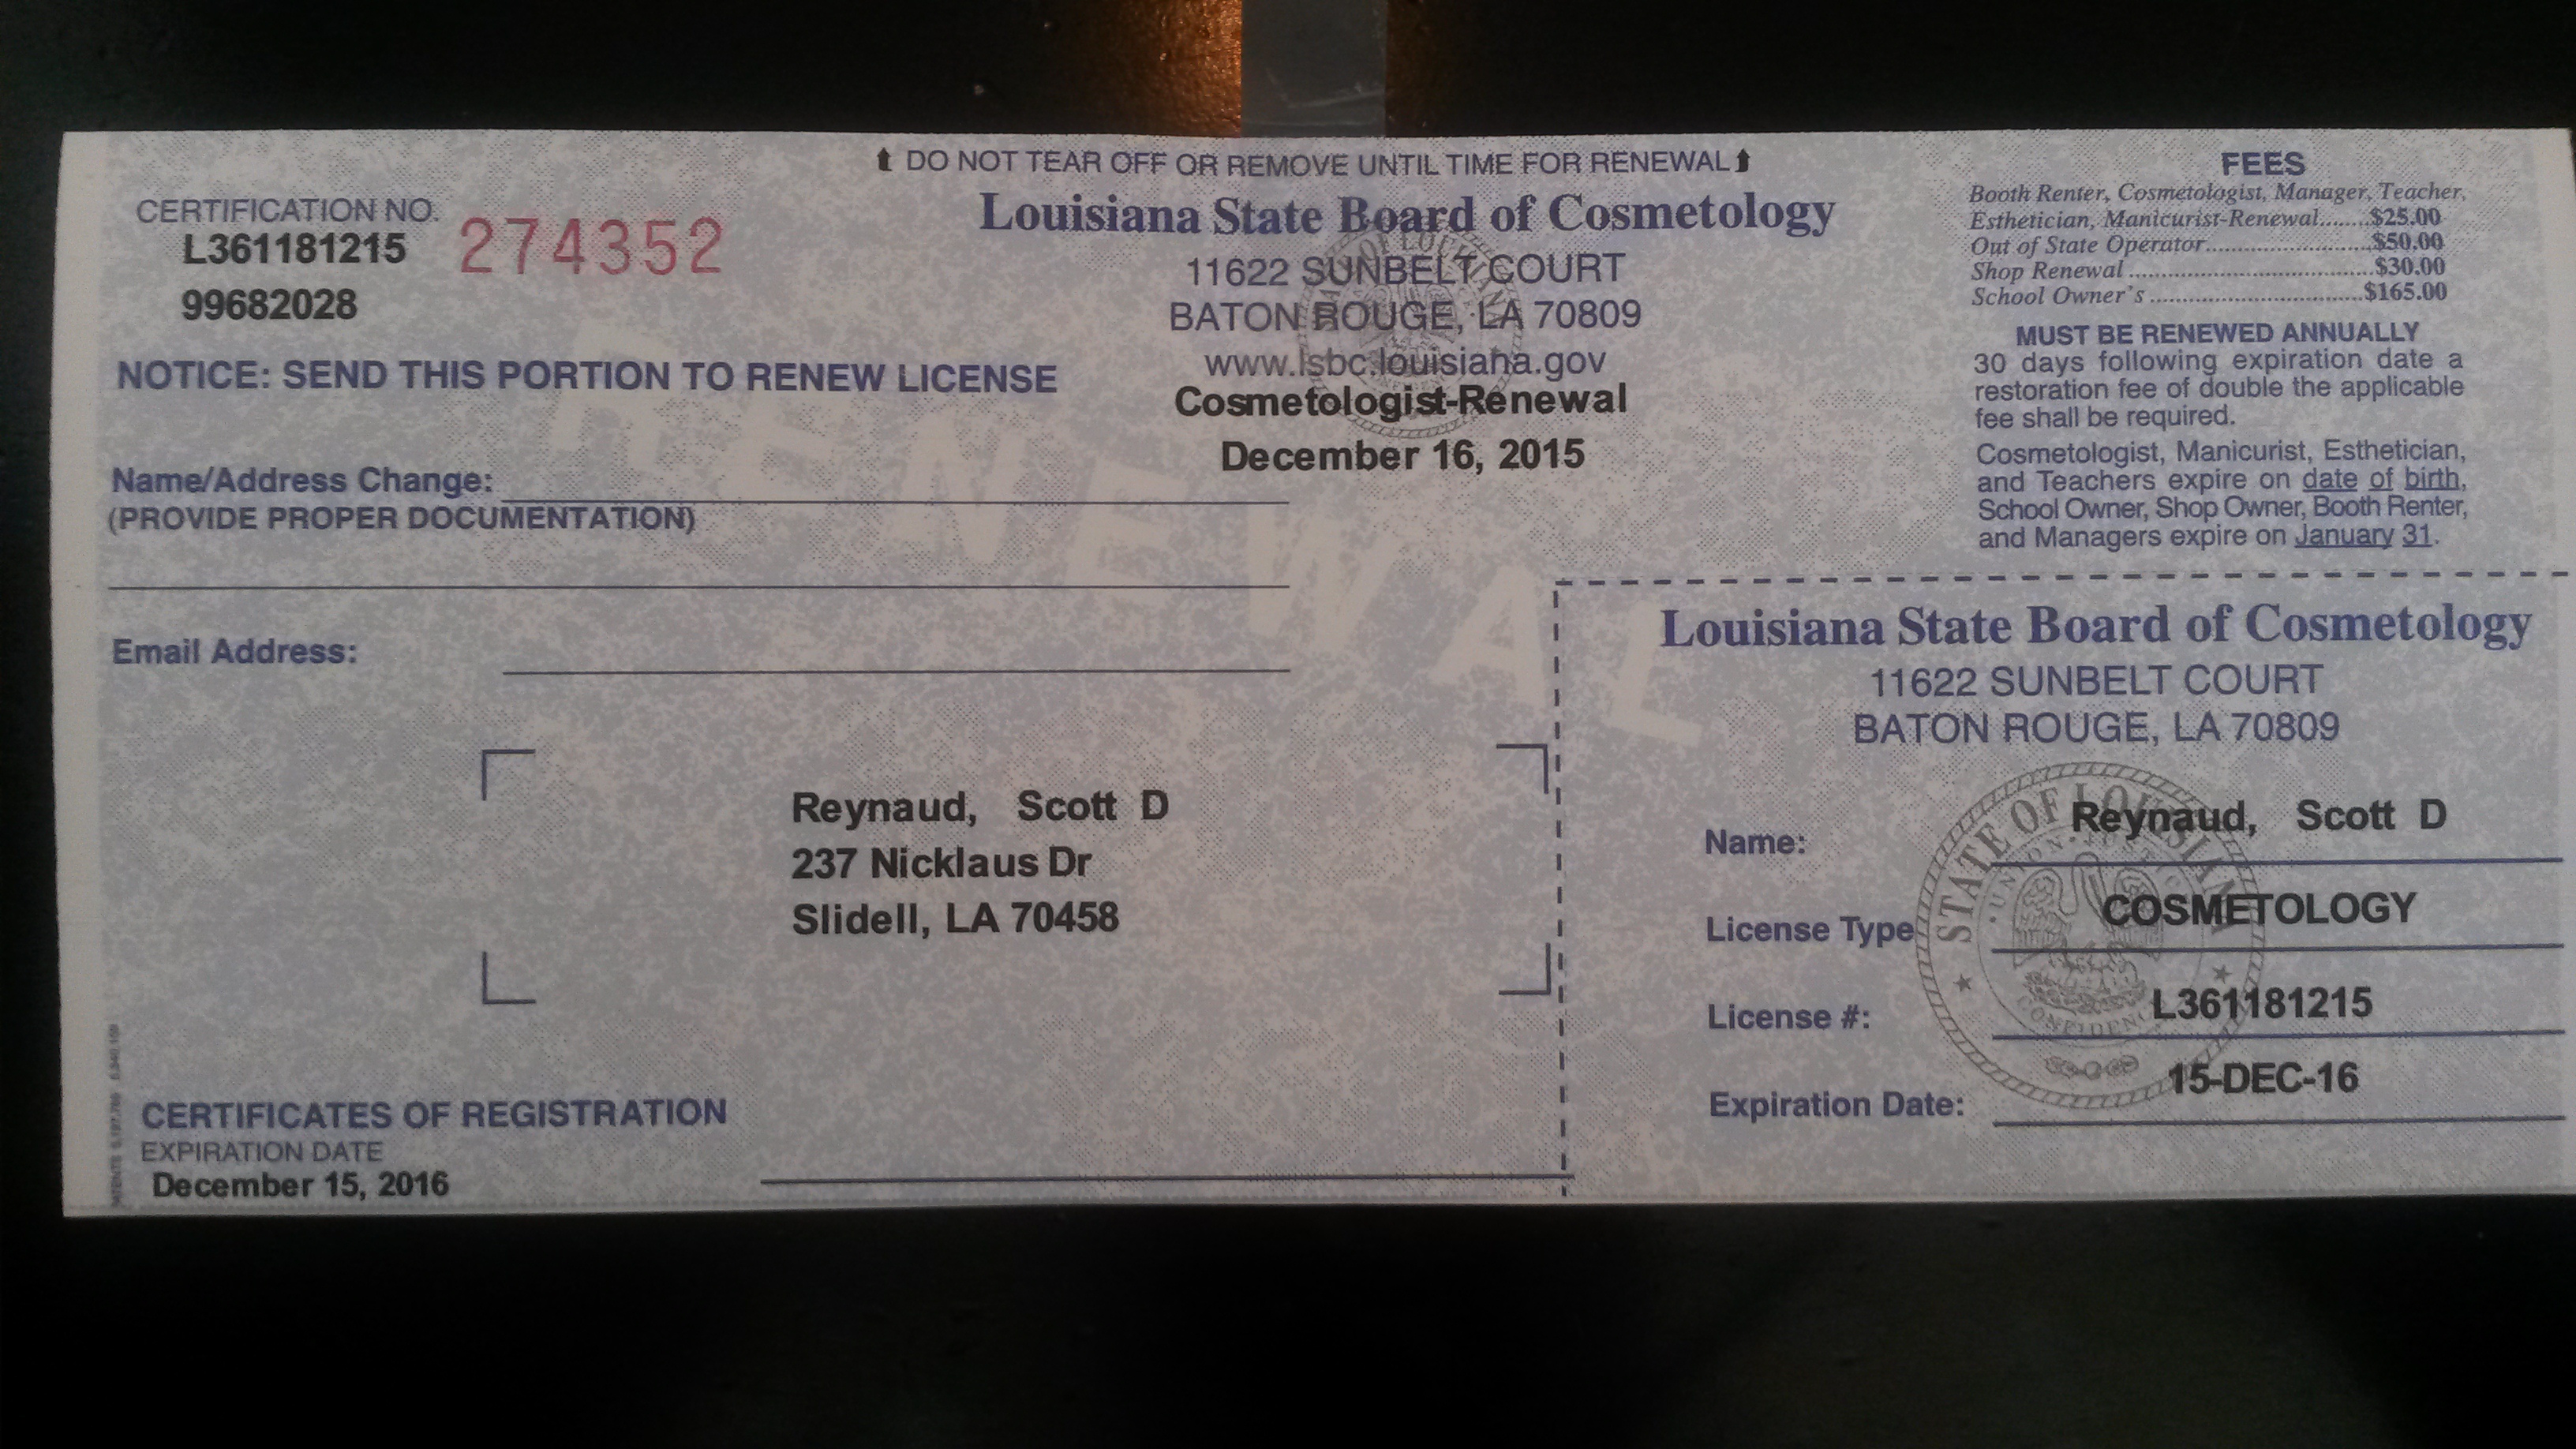 DO NOT TEAR OFF OR REMOVE UNTIL TIME FOR RENEWAL
CERTIFICATION NO.
L361181215 274352
99682028
Louisiana State Board of Cosmetology
11622 SUNBELT COURT
BATON ROUGE, LA 70809
www.lsbc.louisiana.gov
Cosmetologist-Renewal
December 16, 2015
NOTICE: SEND THIS PORTION TO RENEW LICENSE
Name/Address Change:
(PROVIDE PROPER DOCUMENTATION)
Email Address:
RENEWAL
FEES
Booth Renter, Cosmetologist, Manager, Teacher,
Esthetician, Manicurist-Renewal........$25.00
Out of State Operator........................$50.00
Shop Renewal....................................$30.00
School Owner's................................$165.00
MUST BE RENEWED ANNUALLY
30 days following expiration date a
restoration fee of double the applicable
fee shall be required.
Cosmetologist, Manicurist, Esthetician,
and Teachers expire on date of birth,
School Owner, Shop Owner, Booth Renter,
and Managers expire on January 31.
Reynaud, Scott D
237 Nicklaus Dr
Slidell, LA 70458
CERTIFICATES OF REGISTRATION
EXPIRATION DATE
December 15, 2016
Louisiana State Board of Cosmetology
11622 SUNBELT COURT
BATON ROUGE, LA 70809
Name: Reynaud, Scott D
License Type COSMETOLOGY
License #: L361181215
Expiration Date: 15-DEC-16
STATE OF
UNION